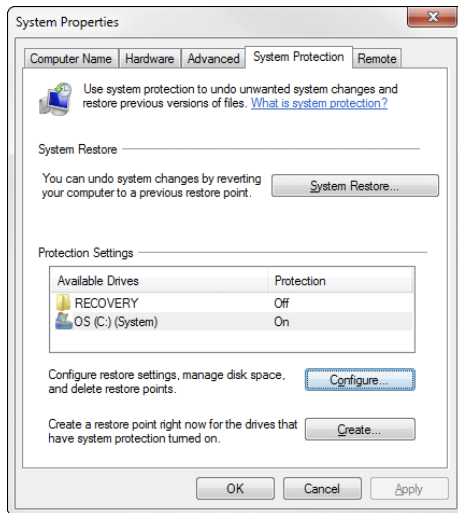 System Properties
Computer Name Hardware Advanced System Protection Remote
Use system protection to undo unwanted system changes and
restore previous versions of files. What is system protection?
System Restore
You can undo system changes by reverting
your computer to a previous restore point.
System Restore...
Protection Settings
Available Drives Protection
RECOVERY Off
OS (C:) (System) On
Configure restore settings, manage disk space,
and delete restore points.
Configure...
Create a restore point right now for the drives that
have system protection turned on.
Create...
OK Cancel Apply